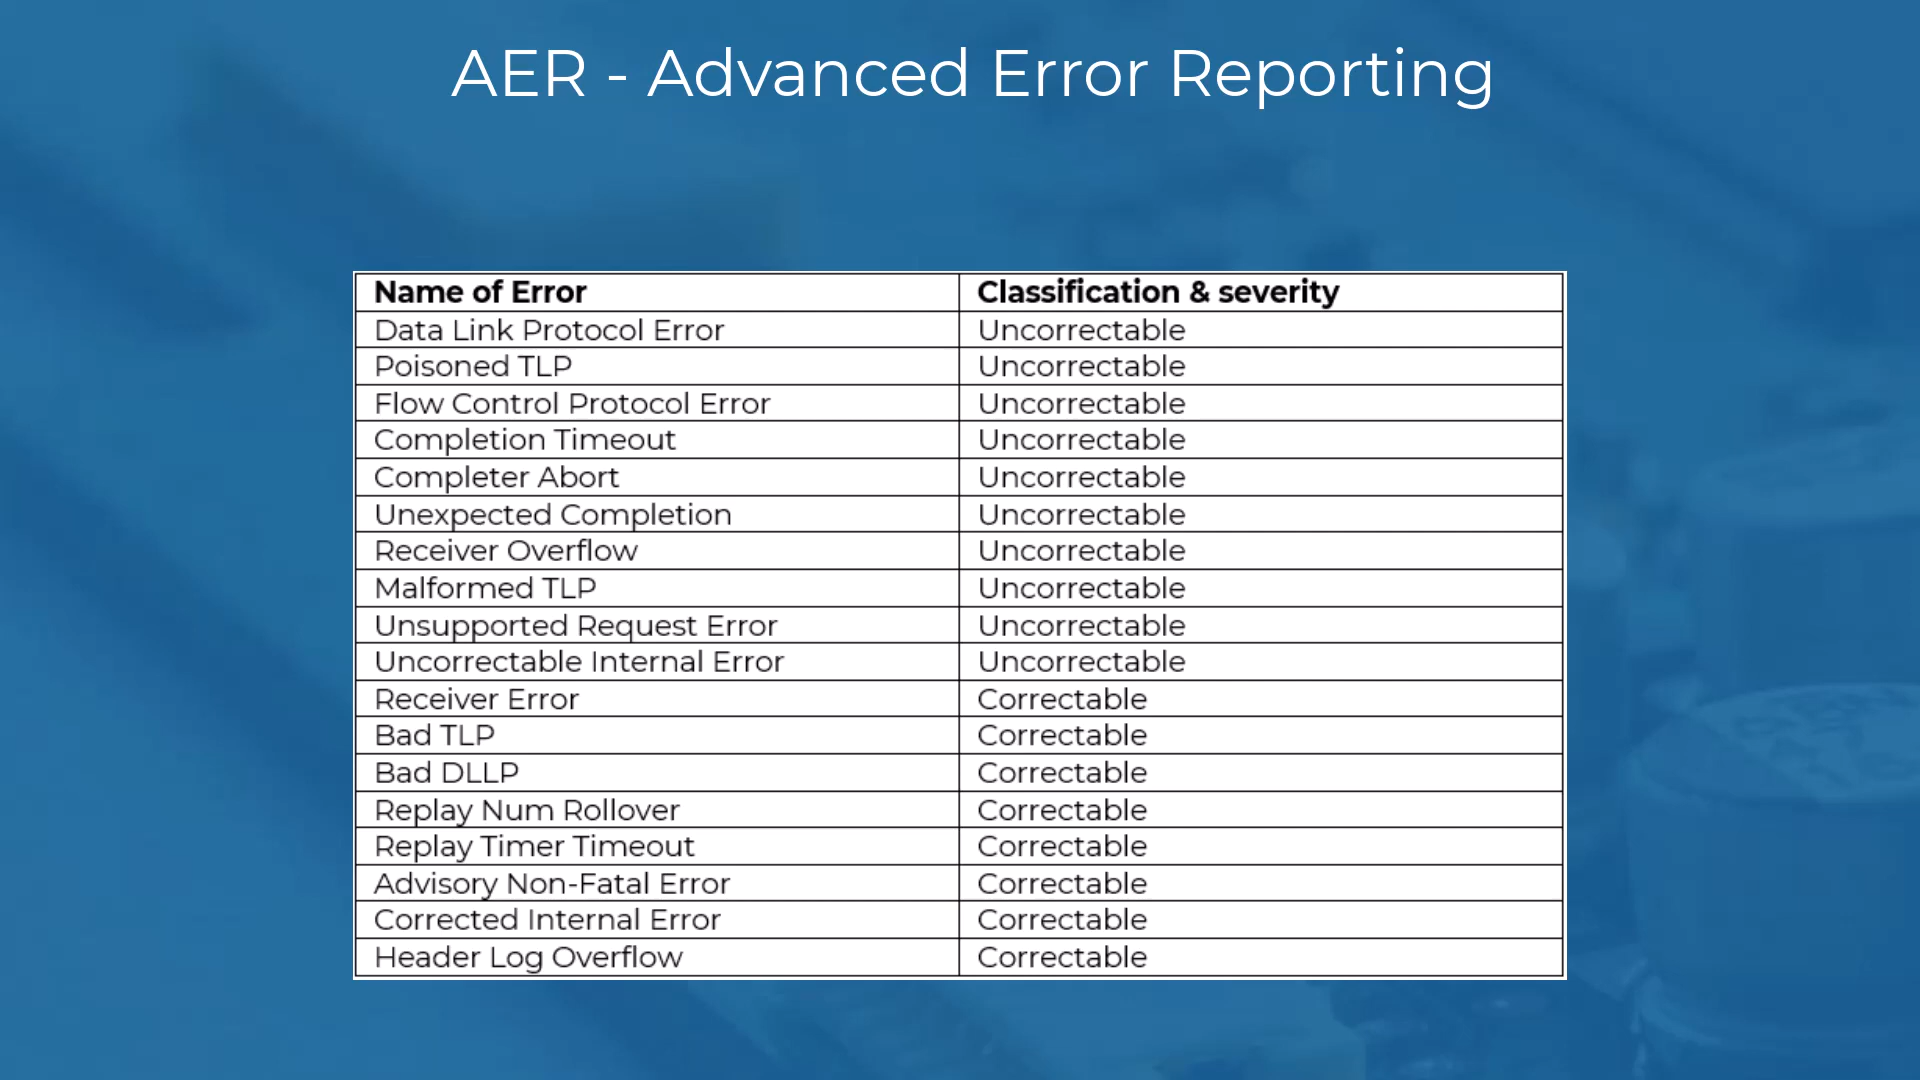 AER - Advanced Error Reporting
Name of Error Classification & severity
Data Link Protocol Error Uncorrectable
Poisoned TLP Uncorrectable
Flow Control Protocol Error Uncorrectable
Completion Timeout Uncorrectable
Completer Abort Uncorrectable
Unexpected Completion Uncorrectable
Receiver Overflow Uncorrectable
Malformed TLP Uncorrectable
Unsupported Request Error Uncorrectable
Uncorrectable Internal Error Uncorrectable
Receiver Error Correctable
Bad TLP Correctable
Bad DLLP Correctable
Replay Num Rollover Correctable
Replay Timer Timeout Correctable
Advisory Non-Fatal Error Correctable
Corrected Internal Error Correctable
Header Log Overflow Correctable